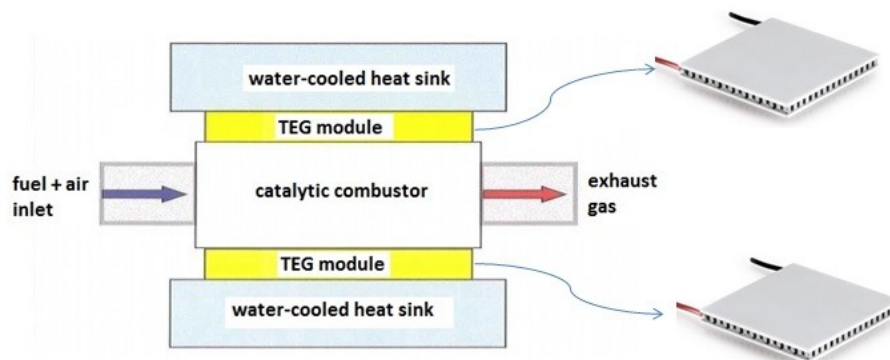 water-cooled heat sink
TEG module
fuel + air
inlet
catalytic combustor
exhaust
gas
TEG module
water-cooled heat sink